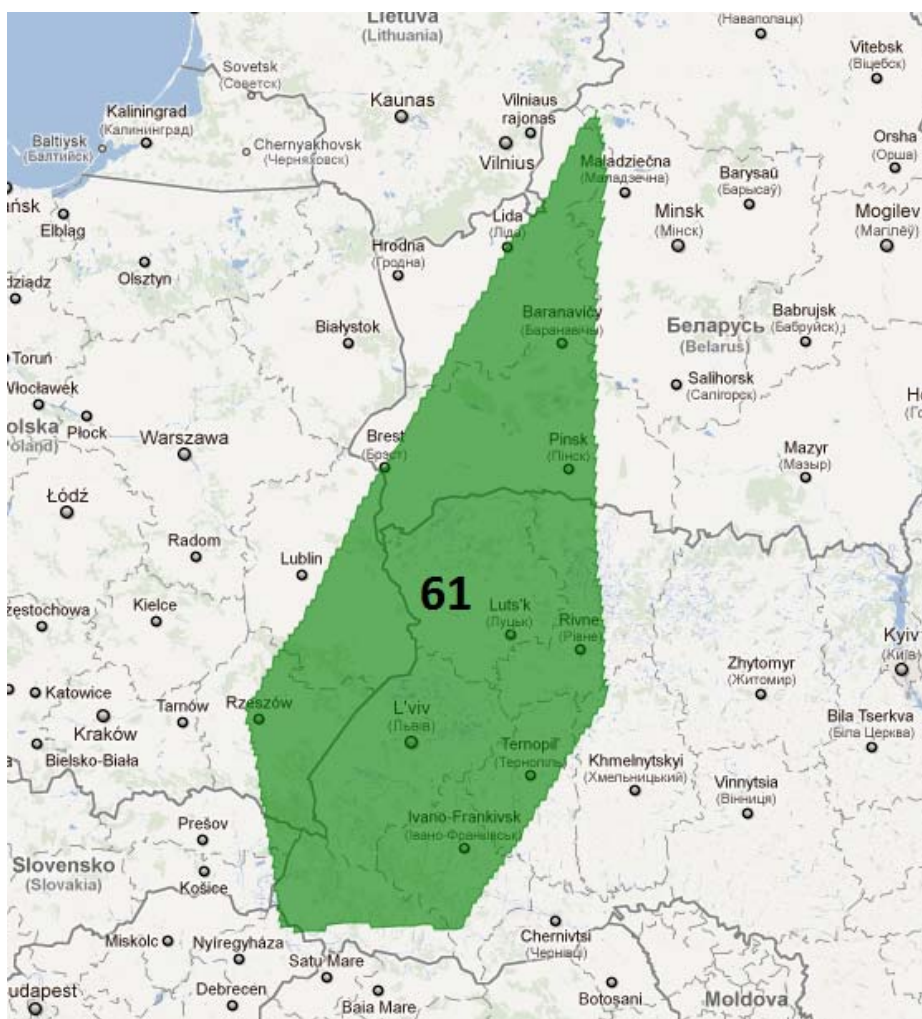 Lietuva
(Lithuania)
(Наваполацк)
Vitebsk
(Віцебск)
Sovetsk
(Советск)
Kaunas
Vilniaus
rajonas
Kaliningrad
(Калининград)
Baltiysk
(Балтийск)
Chernyakhovsk
(Черняховск)
Vilnius
Orsha
(Орша)
Maladziečna
(Маладзечна)
Barysaŭ
(Барысаў)
Elbląg
Lida
(Ліда)
Minsk
(Мінск)
Mogilev
(Магілёў)
Hrodna
(Гродна)
Olsztyn
Baranavičy
(Баранавічы)
Babrujsk
(Бабруйск)
Białystok
Беларусь
(Belarus)
Toruń
Włocławek
Salihorsk
(Салігорск)
Płock
Warszawa
Brest
(Брэст)
Pinsk
(Пінск)
Mazyr
(Мазыр)
Łódź
Radom
Lublin
61
Kielce
Luts'k
(Луцьк)
Rivne
(Рівне)
Kyiv
(Київ)
Zhytomyr
(Житомир)
Katowice
Kraków
Tarnów
Rzeszów
L'viv
(Львів)
Bila Tserkva
(Біла Церква)
Bielsko-Biała
Ternopil'
(Тернопіль)
Khmelnytskyi
(Хмельницький)
Vinnytsia
(Вінниця)
Prešov
Ivano-Frankivsk
(Івано-Франківськ)
Slovensko
(Slovakia)
Košice
Miskolc
Nyíregyháza
Chernivtsi
(Чернівці)
Satu Mare
Debrecen
Baia Mare
Botoșani
Moldova